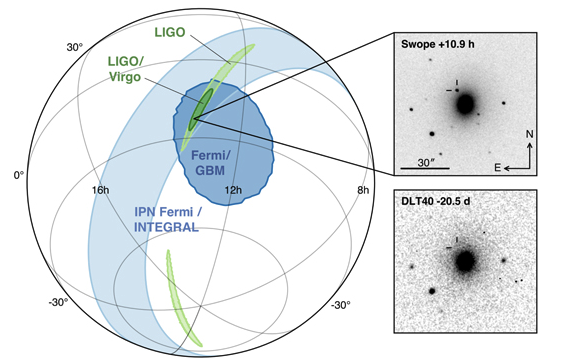 LIGO
LIGO/
Virgo
30°
Fermi/
GBM
0°
16h
12h
8h
IPN Fermi /
INTEGRAL
-30°
-30°
Swope +10.9 h
N
E
30″
DLT40 -20.5 d